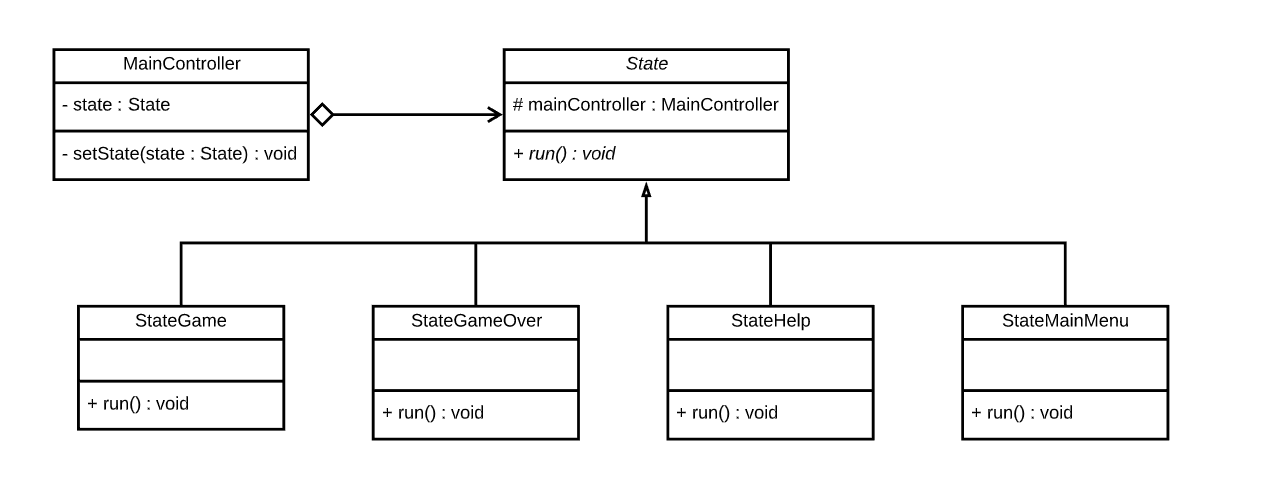 MainController
- state : State
- setState(state : State) : void
State
# mainController : MainController
+ run() : void
StateGame
+ run() : void
StateGameOver
+ run() : void
StateHelp
+ run() : void
StateMainMenu
+ run() : void